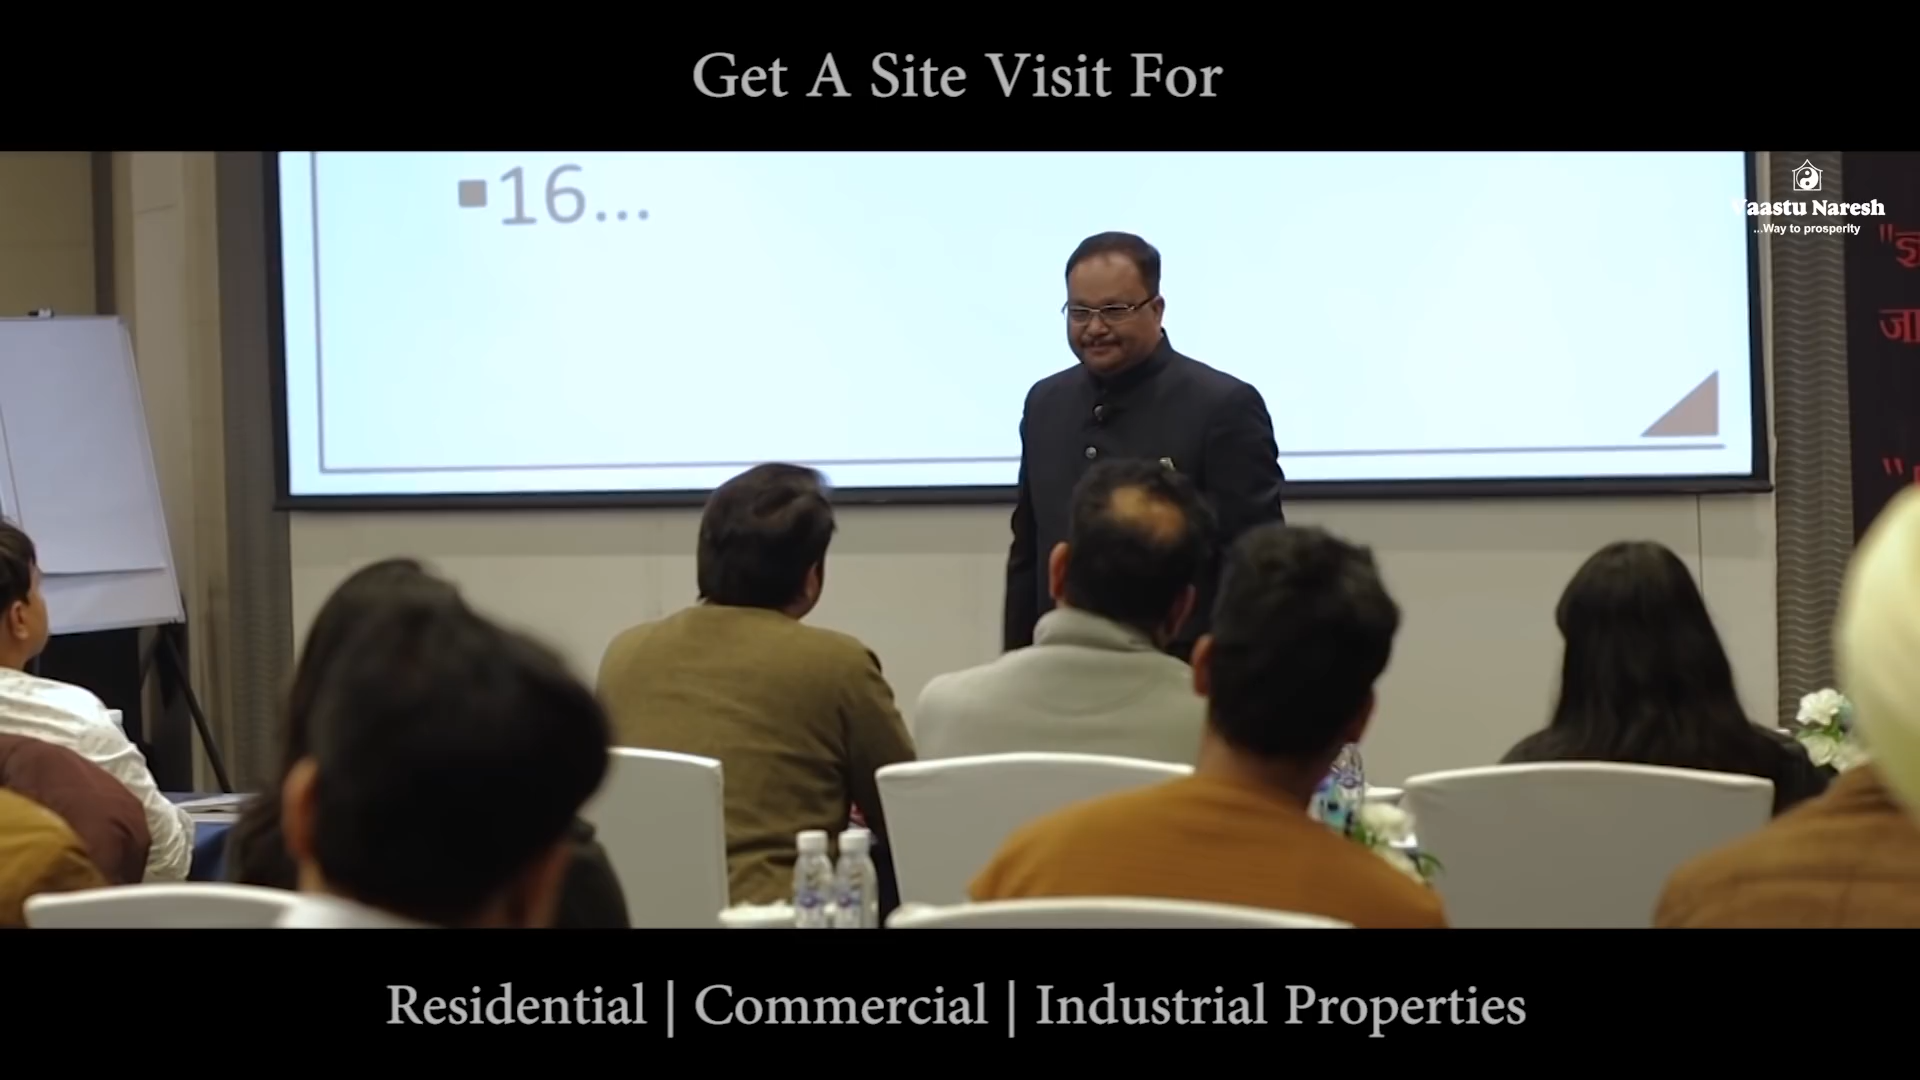 Get A Site Visit For
16...
Vaastu Naresh
...Way to prosperity
Residential | Commercial | Industrial Properties